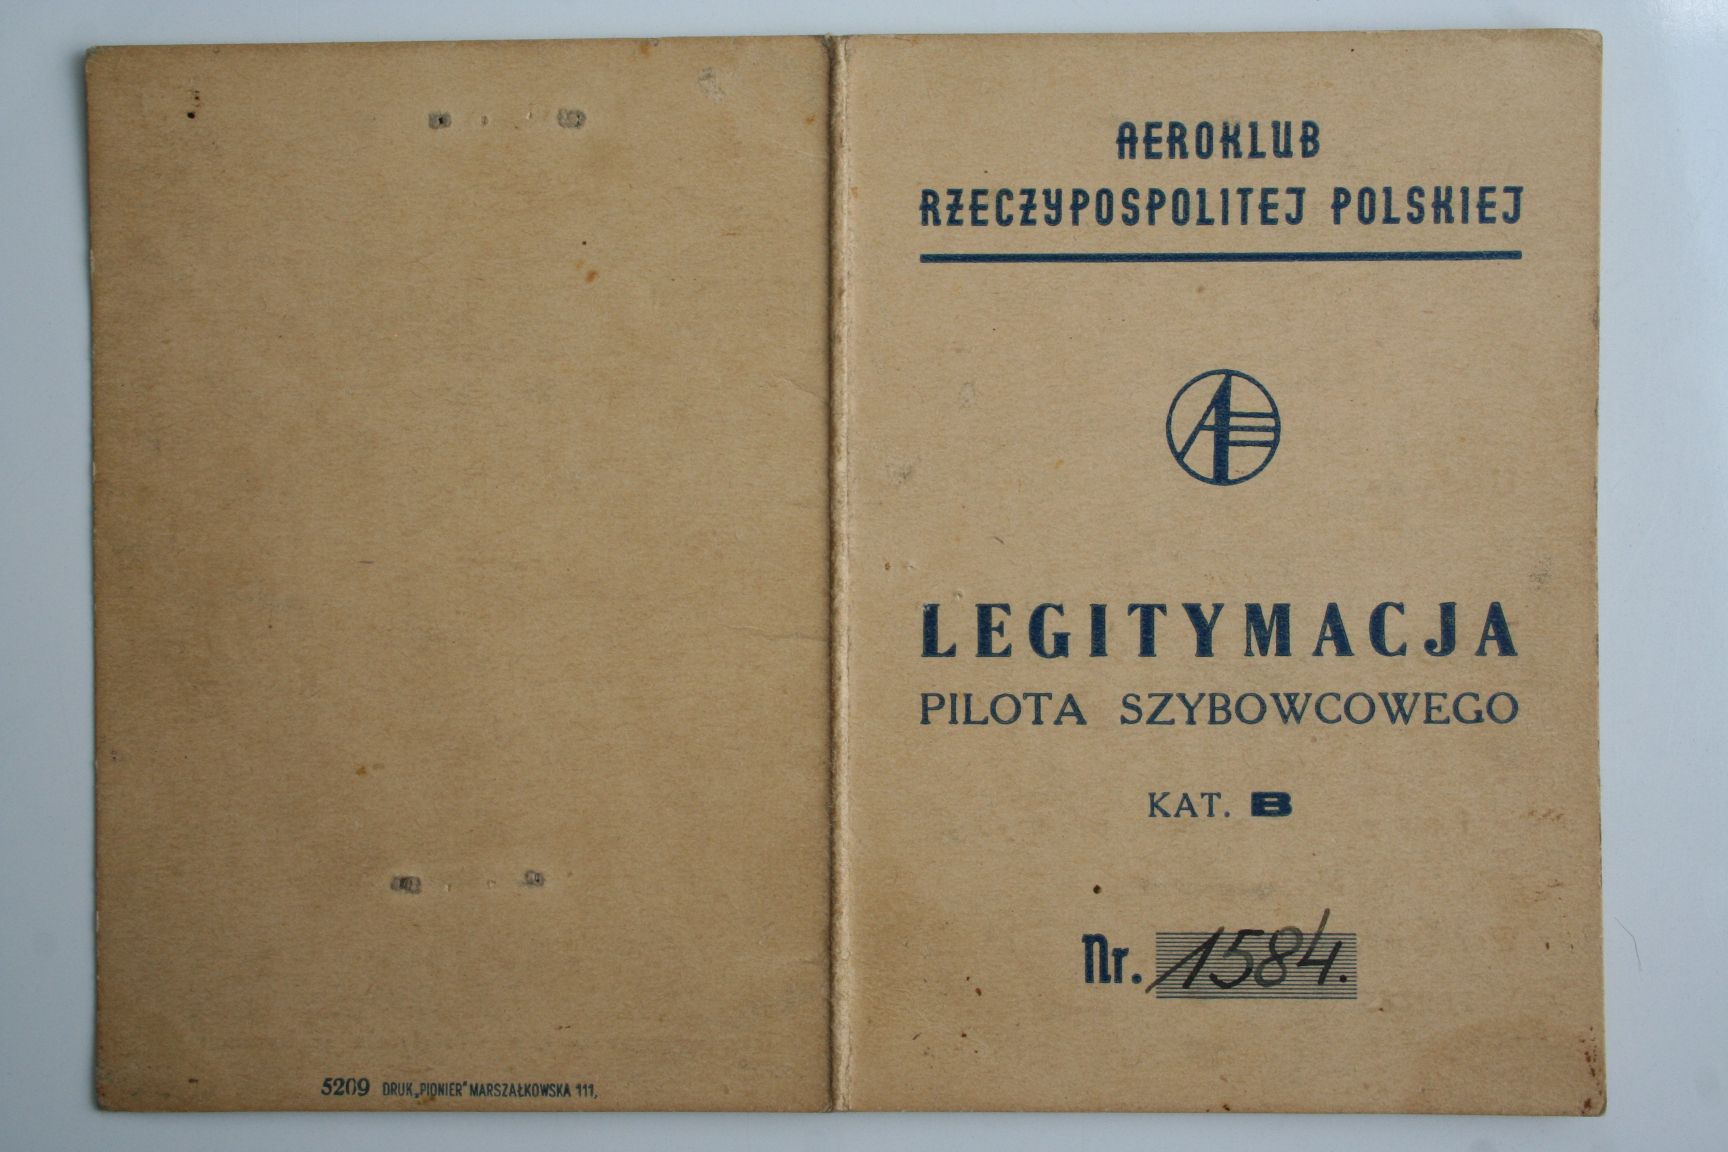 AEROKLUB
RZECZYPOSPOLITEJ POLSKIEJ
LEGITYMACJA
PILOTA SZYBOWCOWEGO
KAT. B
Nr. 1584.
5209 DRUK „PIONIER" MARSZAŁKOWSKA 111,